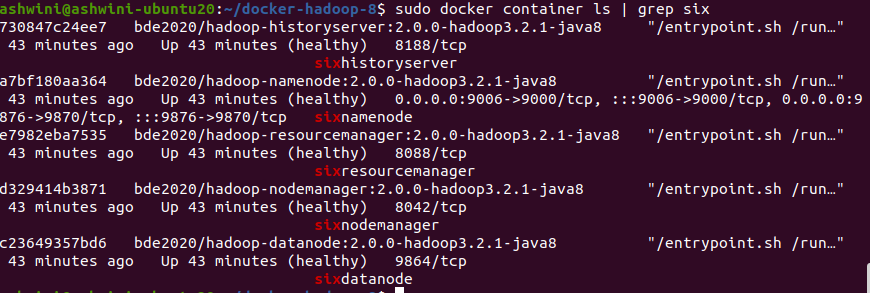 ashwini@ashwini-ubuntu20:~/docker-hadoop-8$ sudo docker container ls | grep six
730847c24ee7   bde2020/hadoop-historyserver:2.0.0-hadoop3.2.1-java8   "/entrypoint.sh /run…"
43 minutes ago   Up 43 minutes (healthy)   8188/tcp
sixhistoryserver
a7bf180aa364   bde2020/hadoop-namenode:2.0.0-hadoop3.2.1-java8   "/entrypoint.sh /run…"
43 minutes ago   Up 43 minutes (healthy)   0.0.0.0:9006->9000/tcp, :::9006->9000/tcp, 0.0.0.0:9
876->9870/tcp, :::9876->9870/tcp   sixnamenode
e7982eba7535   bde2020/hadoop-resourcemanager:2.0.0-hadoop3.2.1-java8   "/entrypoint.sh /run…"
43 minutes ago   Up 43 minutes (healthy)   8088/tcp
sixresourcemanager
d329414b3871   bde2020/hadoop-nodemanager:2.0.0-hadoop3.2.1-java8   "/entrypoint.sh /run…"
43 minutes ago   Up 43 minutes (healthy)   8042/tcp
sixnodemanager
c23649357bd6   bde2020/hadoop-datanode:2.0.0-hadoop3.2.1-java8   "/entrypoint.sh /run…"
43 minutes ago   Up 43 minutes (healthy)   9864/tcp
sixdatanode